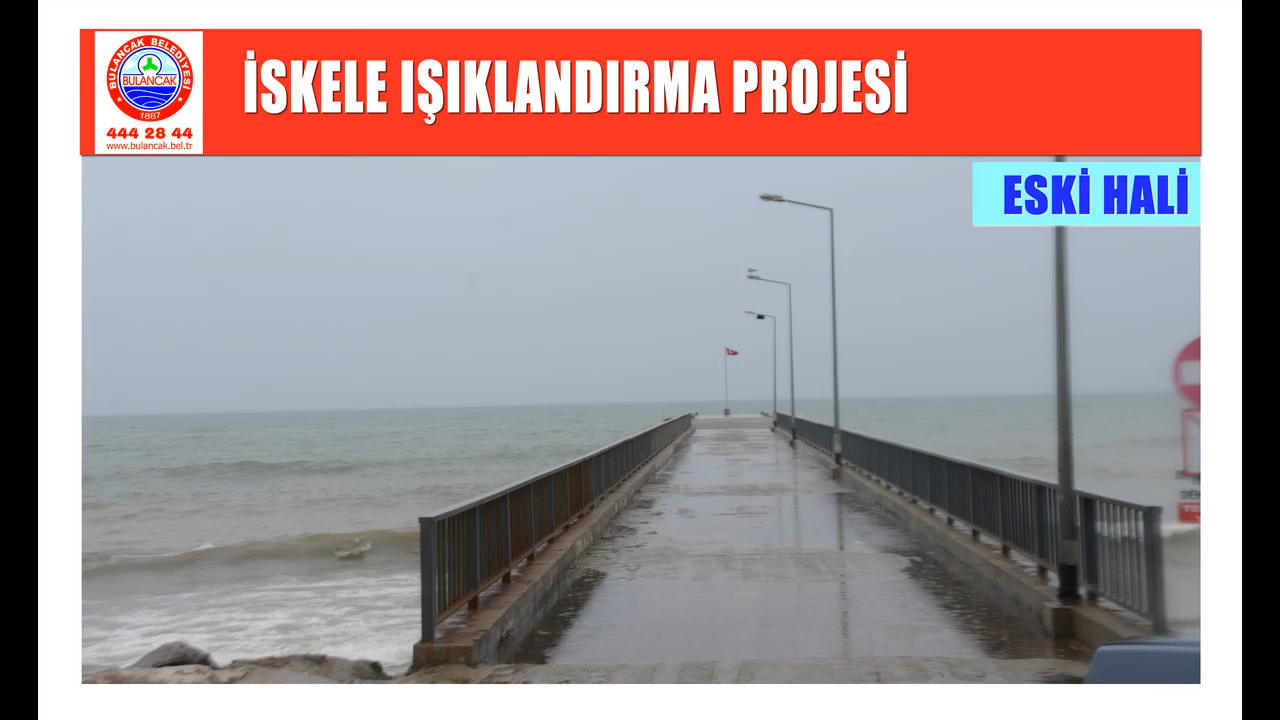 BULANCAK BELEDİYESİ
BULANCAK
1887
444 28 44
www.bulancak.bel.tr
İSKELE IŞIKLANDIRMA PROJESİ
ESKİ HALİ